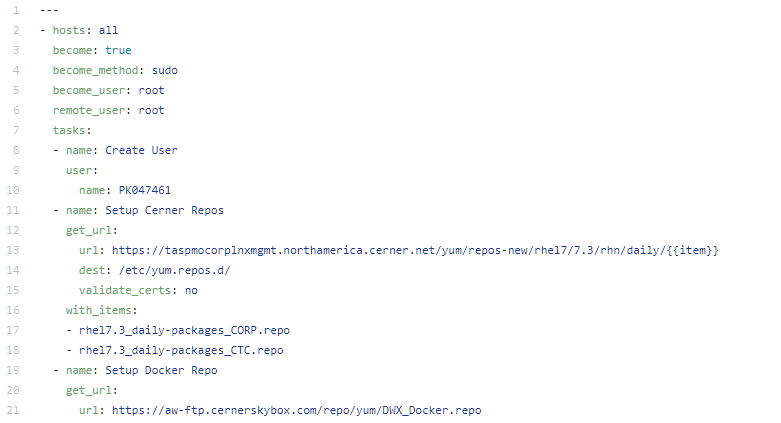 1 ---
2 - hosts: all
3 become: true
4 become_method: sudo
5 become_user: root
6 remote_user: root
7 tasks:
8 - name: Create User
9 user:
10 name: PK047461
11 - name: Setup Cerner Repos
12 get_url:
13 url: https://taspmocorplnxmgmt.northamerica.cerner.net/yum/repos-new/rhel7/7.3/rhn/daily/{{item}}
14 dest: /etc/yum.repos.d/
15 validate_certs: no
16 with_items:
17 - rhel7.3_daily-packages_CORP.repo
18 - rhel7.3_daily-packages_CTC.repo
19 - name: Setup Docker Repo
20 get_url:
21 url: https://aw-ftp.cernerskybox.com/repo/yum/DWX_Docker.repo